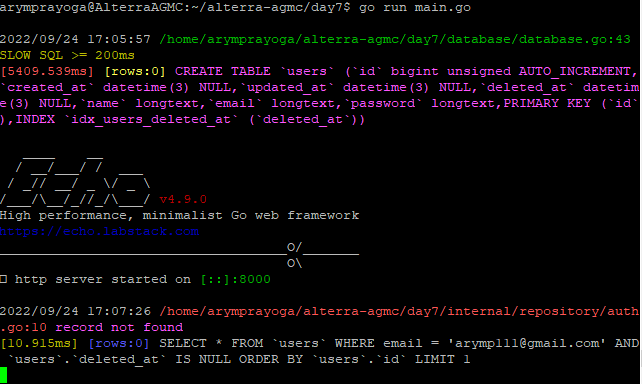 arymprayoga@AlterraAGMC:~/alterra-agmc/day7$ go run main.go
2022/09/24 17:05:57 /home/arymprayoga/alterra-agmc/day7/database/database.go:43
SLOW SQL >= 200ms
[5409.539ms] [rows:0] CREATE TABLE `users` (`id` bigint unsigned AUTO_INCREMENT,
`created_at` datetime(3) NULL,`updated_at` datetime(3) NULL,`deleted_at` datetim
e(3) NULL,`name` longtext,`email` longtext,`password` longtext,PRIMARY KEY (`id`
),INDEX `idx_users_deleted_at` (`deleted_at`))
Echo
v4.9.0
High performance, minimalist Go web framework
https://echo.labstack.com
____________________________________O/_______
                                    O\
http server started on [::]:8000
2022/09/24 17:07:26 /home/arymprayoga/alterra-agmc/day7/internal/repository/auth
.go:10 record not found
[10.915ms] [rows:0] SELECT * FROM `users` WHERE email = 'arymp111@gmail.com' AND
`users`.`deleted_at` IS NULL ORDER BY `users`.`id` LIMIT 1